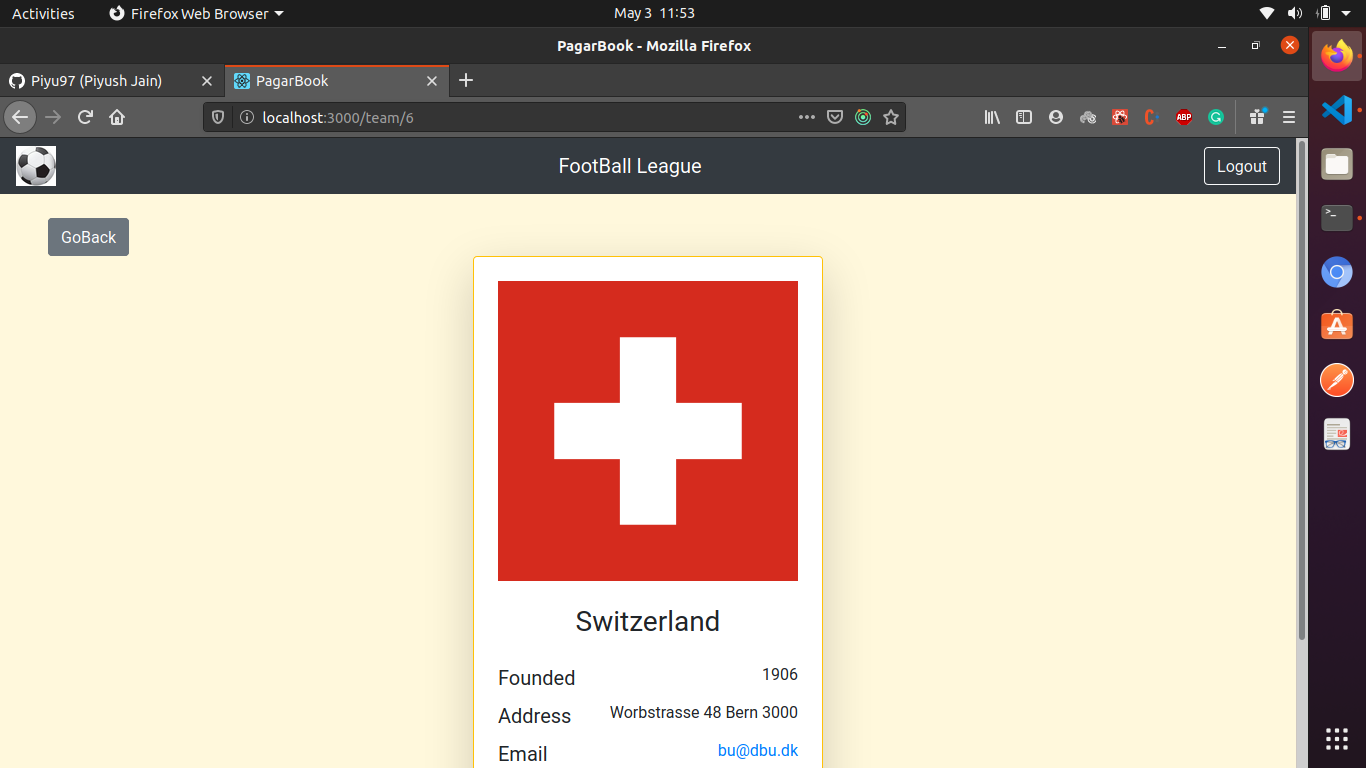 Activities Firefox Web Browser May 3 11:53
PagarBook - Mozilla Firefox
Piyu97 (Piyush Jain) PagarBook
localhost:3000/team/6
ABP
FootBall League Logout
GoBack
Switzerland
Founded 1906
Address Worbstrasse 48 Bern 3000
Email bu@dbu.dk